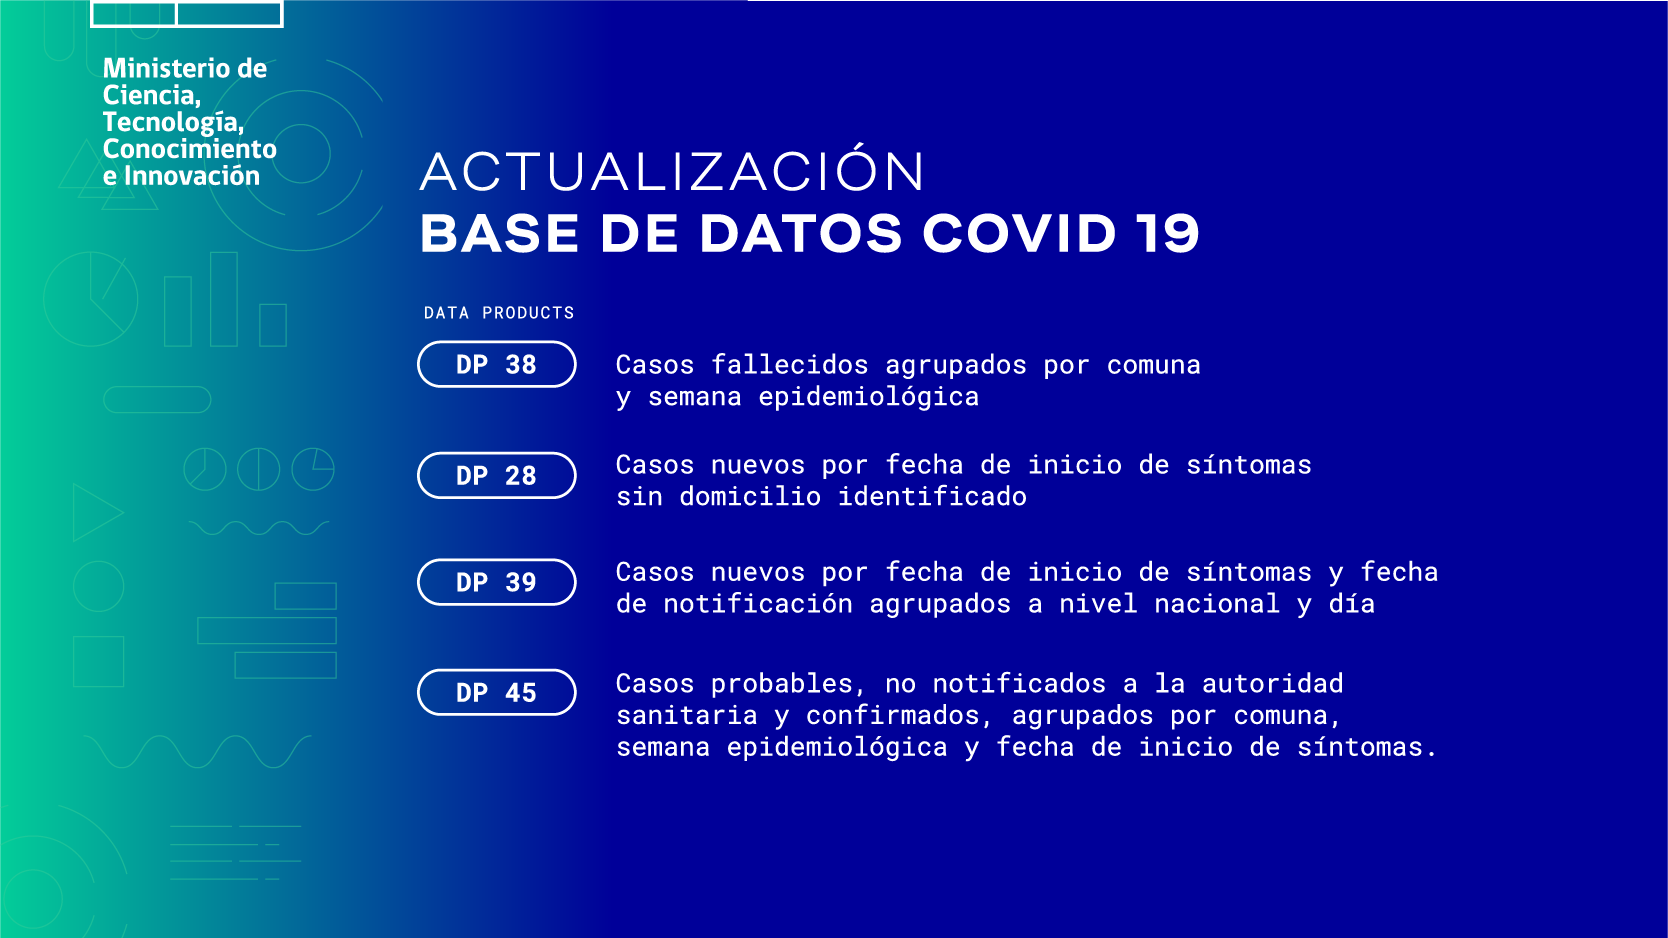 Ministerio de
Ciencia,
Tecnología,
Conocimiento
e Innovación
ACTUALIZACIÓN
BASE DE DATOS COVID 19
DATA PRODUCTS
DP 38
Casos fallecidos agrupados por comuna
y semana epidemiológica
DP 28
Casos nuevos por fecha de inicio de síntomas
sin domicilio identificado
DP 39
Casos nuevos por fecha de inicio de síntomas y fecha
de notificación agrupados a nivel nacional y día
DP 45
Casos probables, no notificados a la autoridad
sanitaria y confirmados, agrupados por comuna,
semana epidemiológica y fecha de inicio de síntomas.